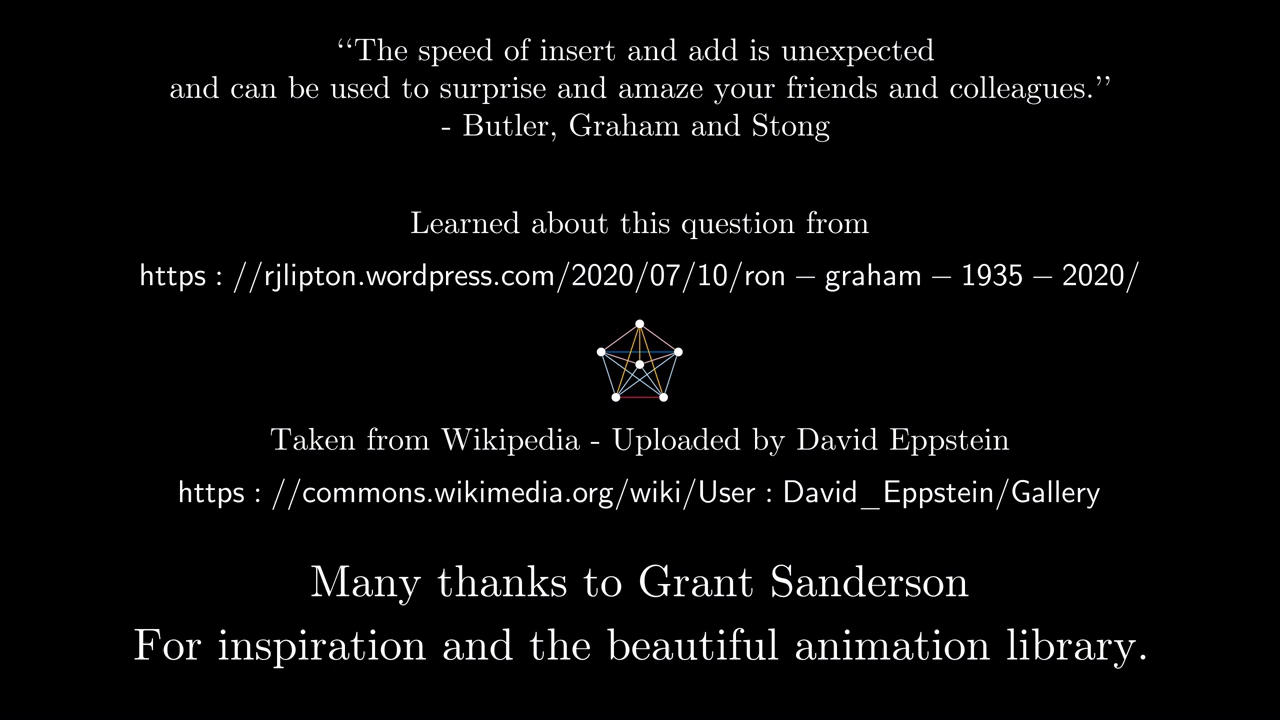 ‘‘The speed of insert and add is unexpected
and can be used to surprise and amaze your friends and colleagues.’’
- Butler, Graham and Stong
Learned about this question from
https : //rjlipton.wordpress.com/2020/07/10/ron − graham − 1935 − 2020/
Taken from Wikipedia - Uploaded by David Eppstein
https : //commons.wikimedia.org/wiki/User : David_Eppstein/Gallery
Many thanks to Grant Sanderson
For inspiration and the beautiful animation library.